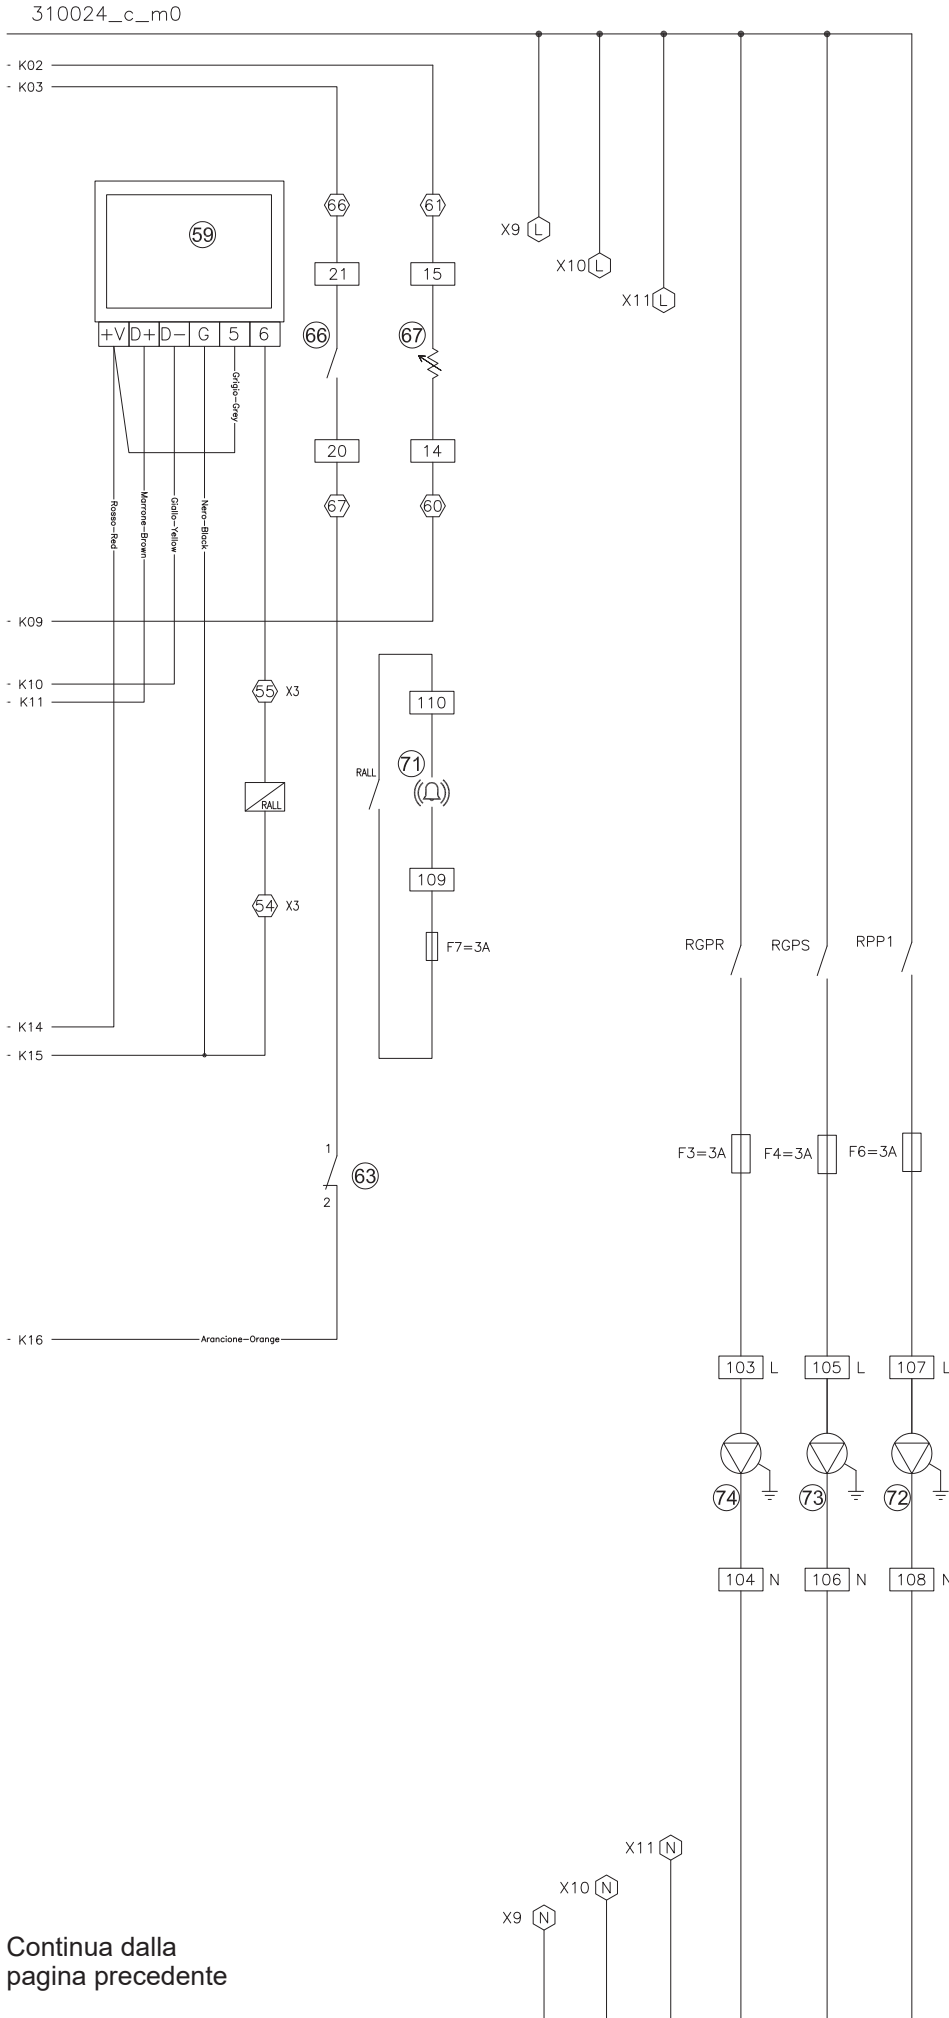 310024_c_m0
- K02
- K03
66
61
X9 L
59
X10 L
21
15
X11 L
+V D+ D- G 5 6
66
67
Grigio-Grey
20
14
Rosso-Red
Marrone-Brown
Giallo-Yellow
Nero-Black
67
60
- K09
- K10
55 X3
- K11
110
71
RALL
RALL
109
54 X3
F7=3A
RGPR
RGPS
RPP1
- K14
- K15
1
F3=3A
F4=3A
F6=3A
63
2
- K16
Arancione-Orange
103 L
105 L
107 L
74
73
72
104 N
106 N
108 N
X11 N
X10 N
X9 N
Continua dalla
pagina precedente